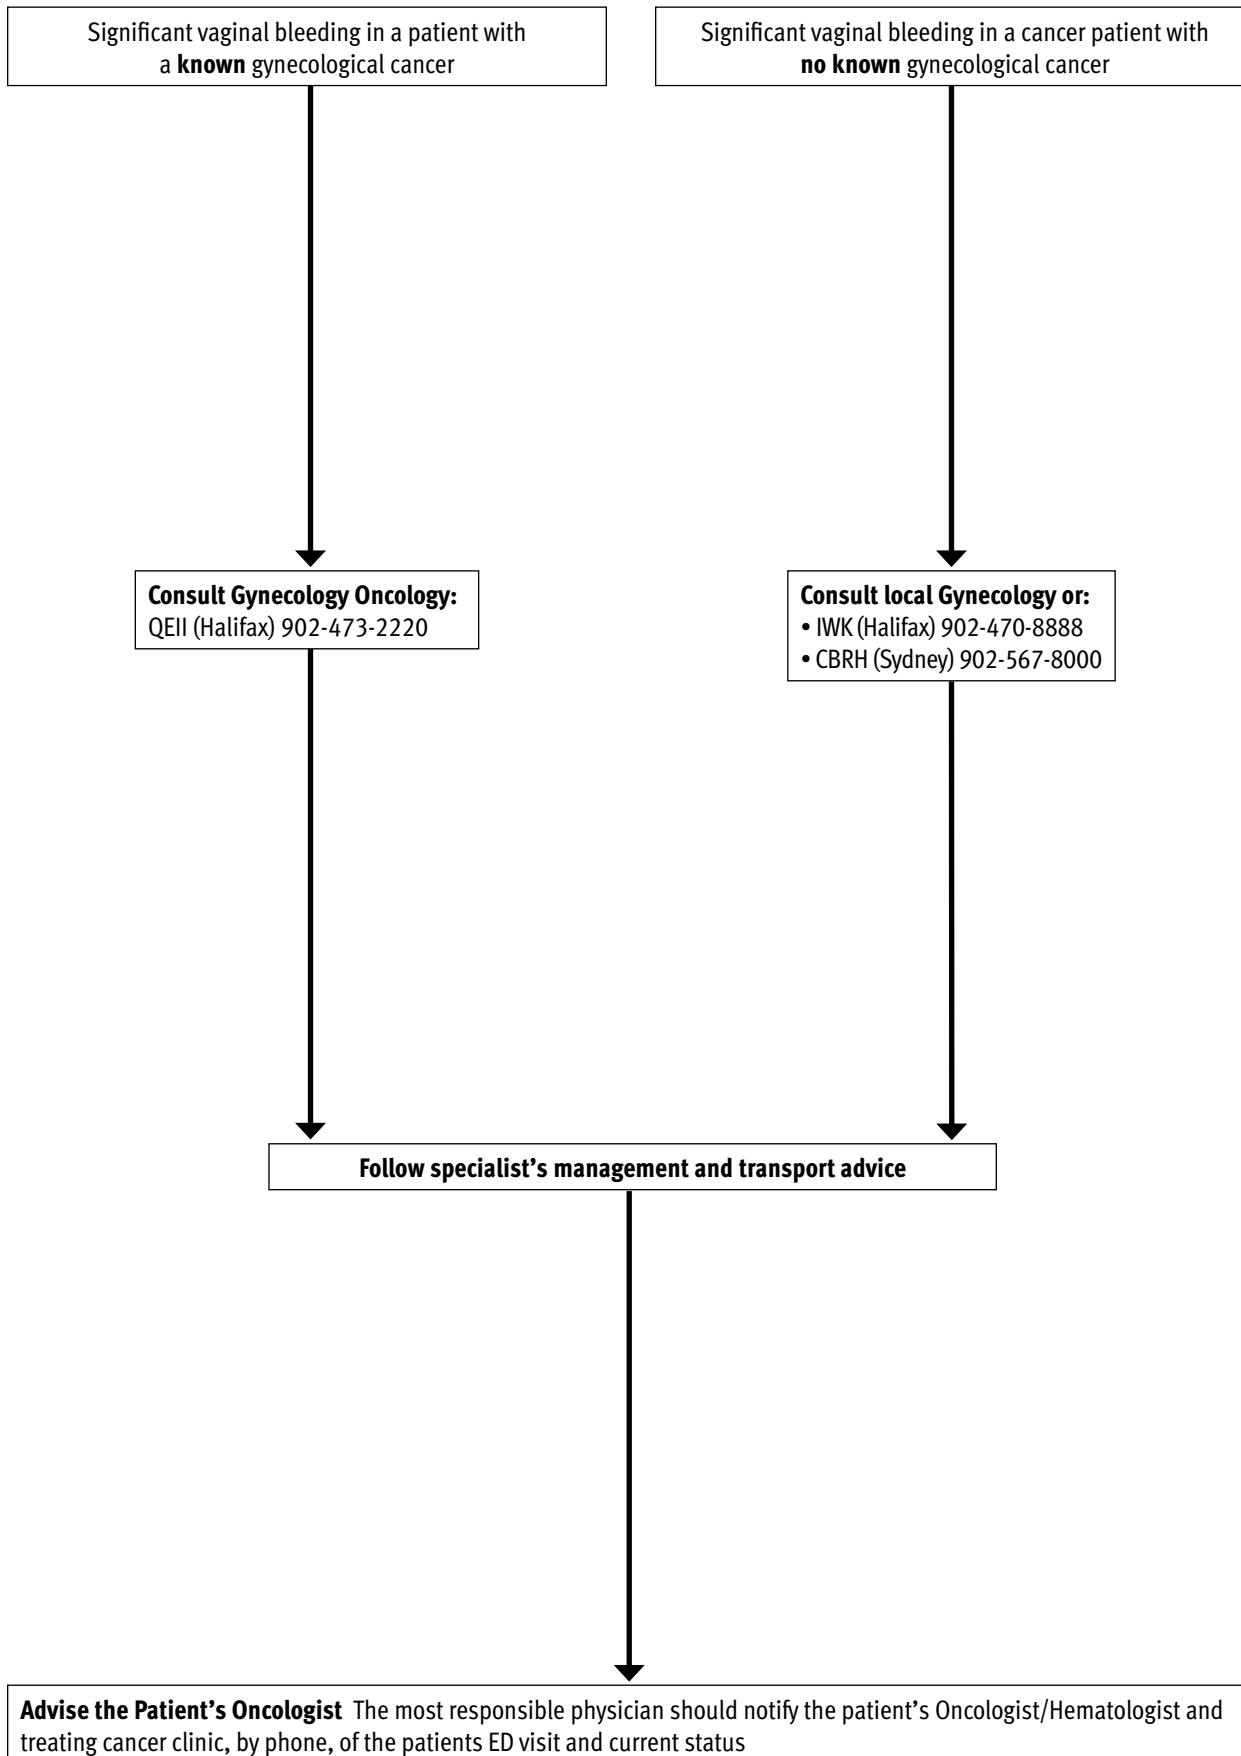 Significant vaginal bleeding in a patient with
a known gynecological cancer
Significant vaginal bleeding in a cancer patient with
no known gynecological cancer
Consult Gynecology Oncology:
QEII (Halifax) 902-473-2220
Consult local Gynecology or:
• IWK (Halifax) 902-470-8888
• CBRH (Sydney) 902-567-8000
Follow specialist’s management and transport advice
Advise the Patient’s Oncologist The most responsible physician should notify the patient’s Oncologist/Hematologist and
treating cancer clinic, by phone, of the patients ED visit and current status